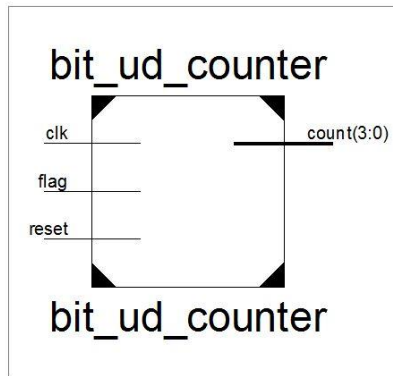 bit_ud_counter
clk
count(3:0)
flag
reset
bit_ud_counter